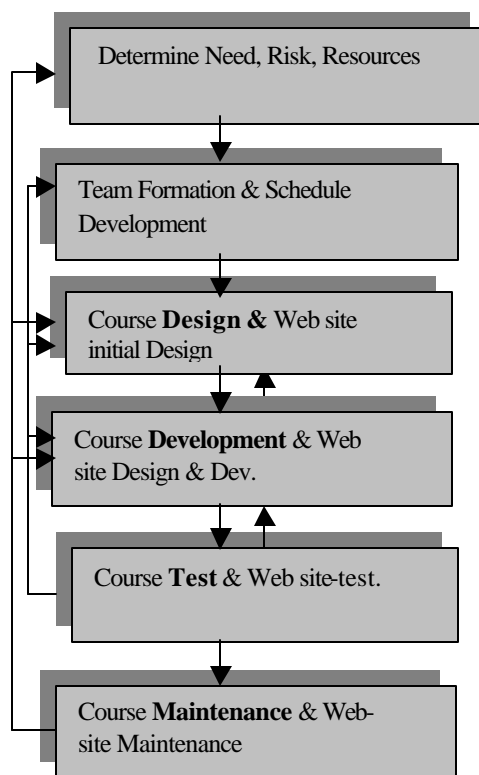 Determine Need, Risk, Resources
Team Formation & Schedule
Development
Course Design & Web site
initial Design
Course Development & Web
site Design & Dev.
Course Test & Web site-test.
Course Maintenance & Web-
site Maintenance